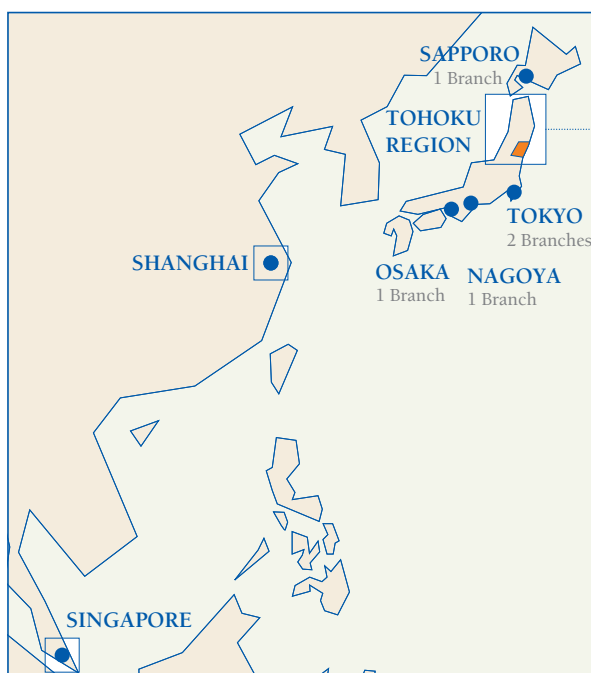 SAPPORO
1 Branch
TOHOKU
REGION
TOKYO
2 Branches
SHANGHAI
OSAKA
1 Branch
NAGOYA
1 Branch
SINGAPORE